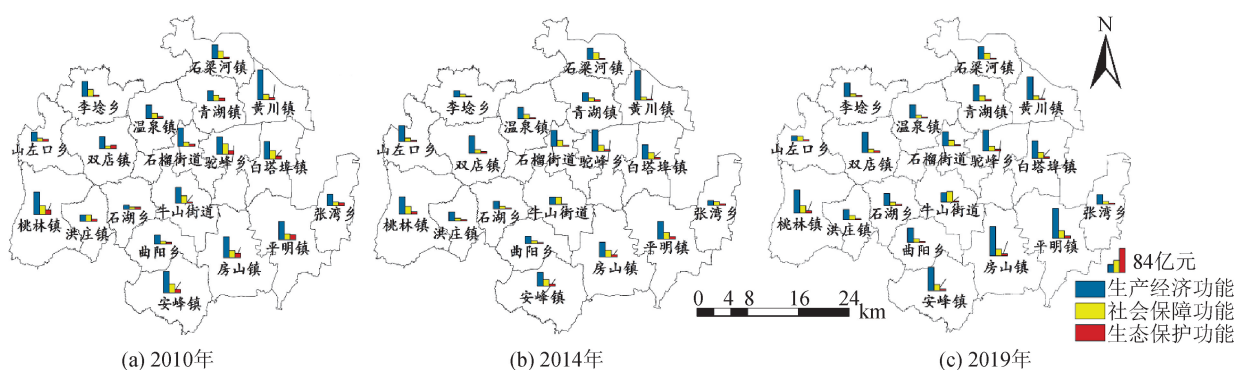 石梁河镇
李埝乡
青湖镇
黄川镇
温泉镇
山左口乡
双店镇
石榴街道
驼峰乡
白塔埠镇
桃林镇
洪庄镇
石湖乡
牛山街道
张湾乡
曲阳乡
平明镇
房山镇
安峰镇
(a) 2010年
石梁河镇
李埝乡
青湖镇
黄川镇
温泉镇
山左口乡
双店镇
石榴街道
驼峰乡
白塔埠镇
桃林镇
洪庄镇
石湖乡
牛山街道
张湾乡
曲阳乡
平明镇
房山镇
安峰镇
(b) 2014年
石梁河镇
李埝乡
青湖镇
黄川镇
温泉镇
山左口乡
双店镇
石榴街道
驼峰乡
白塔埠镇
桃林镇
洪庄镇
石湖乡
牛山街道
张湾乡
曲阳乡
平明镇
房山镇
安峰镇
(c) 2019年
N
84亿元
生产经济功能
社会保障功能
生态保护功能
0 4 8 16 24
km